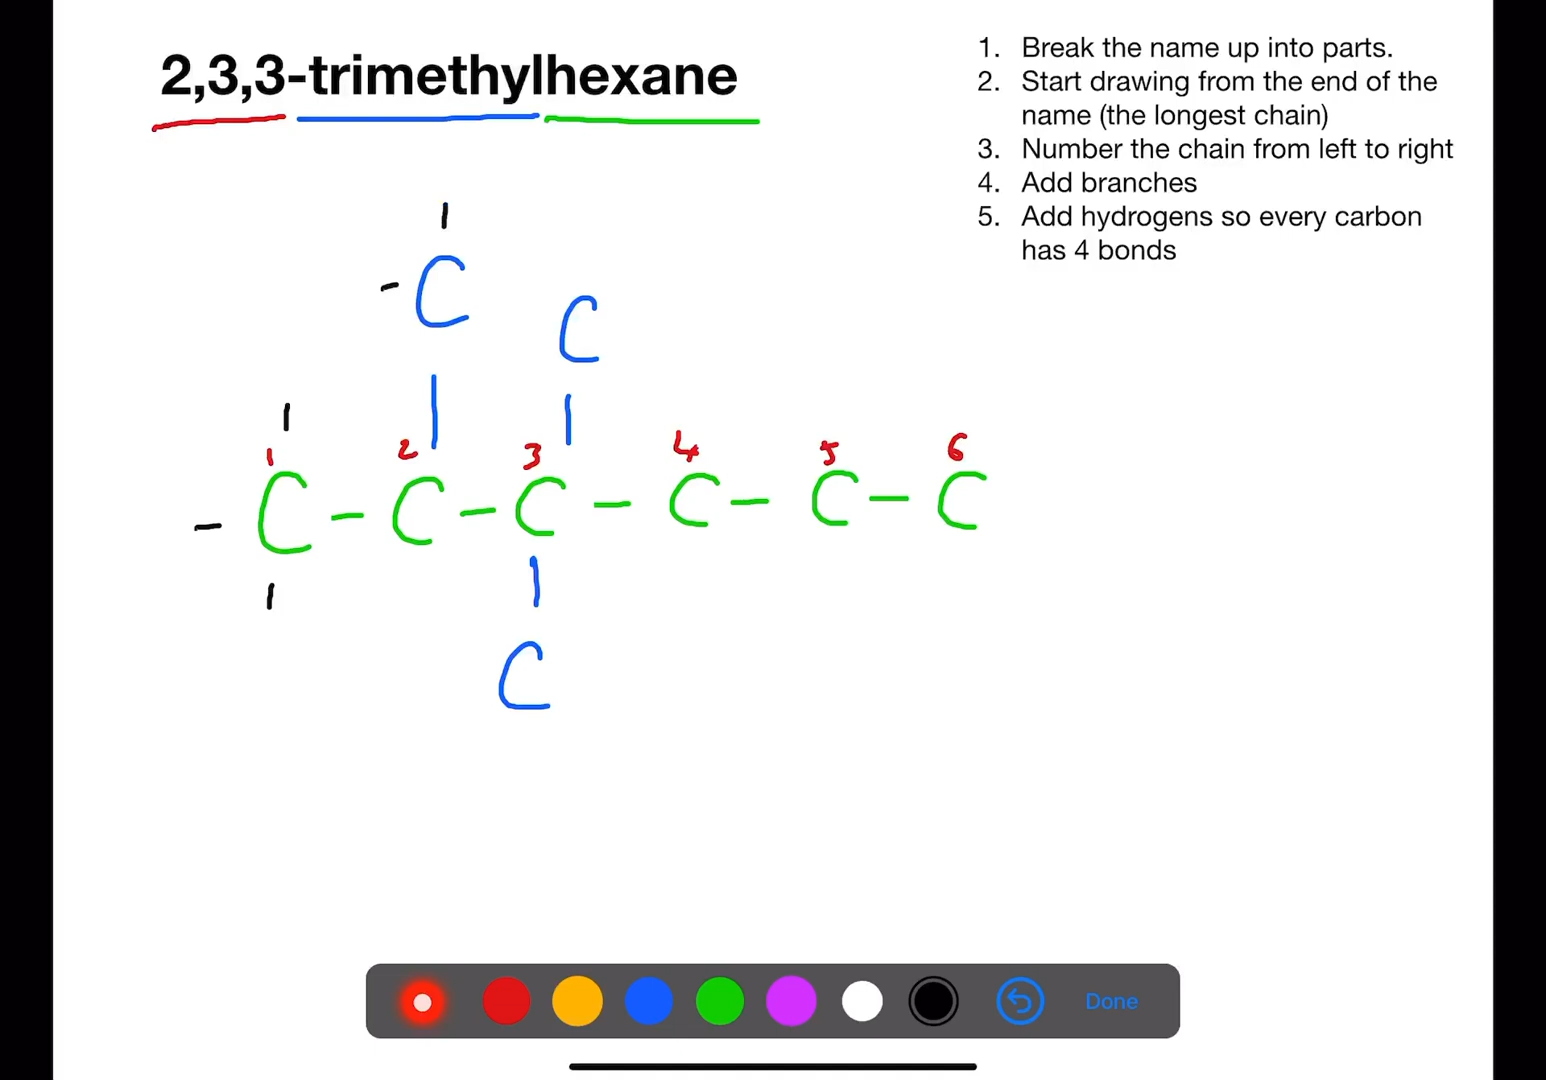 2,3,3-trimethylhexane
1. Break the name up into parts.
2. Start drawing from the end of the
name (the longest chain)
3. Number the chain from left to right
4. Add branches
5. Add hydrogens so every carbon
has 4 bonds
C
C
1 2 3 4 5 6
C - C - C - C - C - C
C
Done